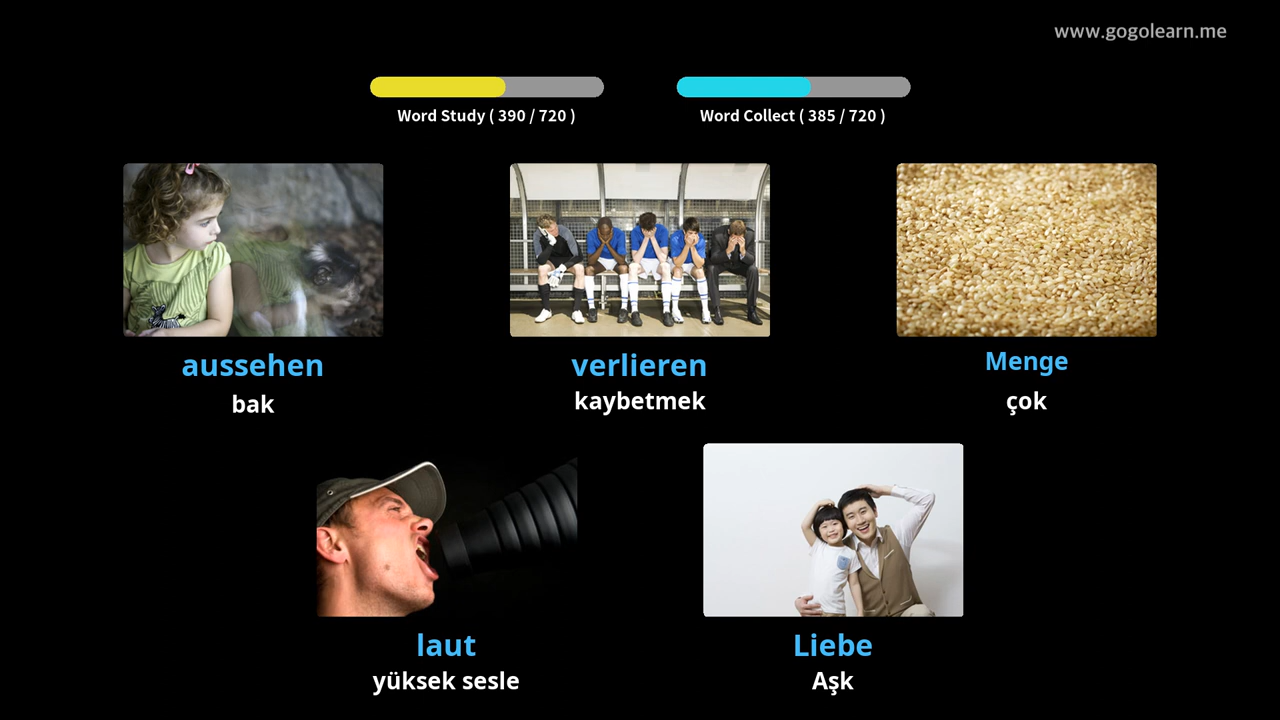 www.gogolearn.me
Word Study ( 390 / 720 )
Word Collect ( 385 / 720 )
aussehen
bak
verlieren
kaybetmek
Menge
çok
laut
yüksek sesle
Liebe
Aşk